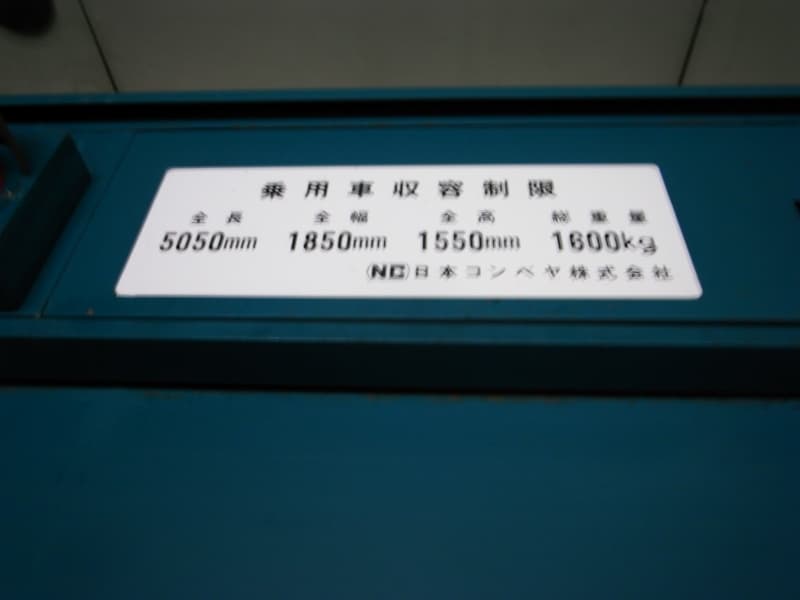 乗用車収容制限
全長 全幅 全高 総重量
5050mm 1850mm 1550mm 1600kg
NC 日本コンベヤ株式会社